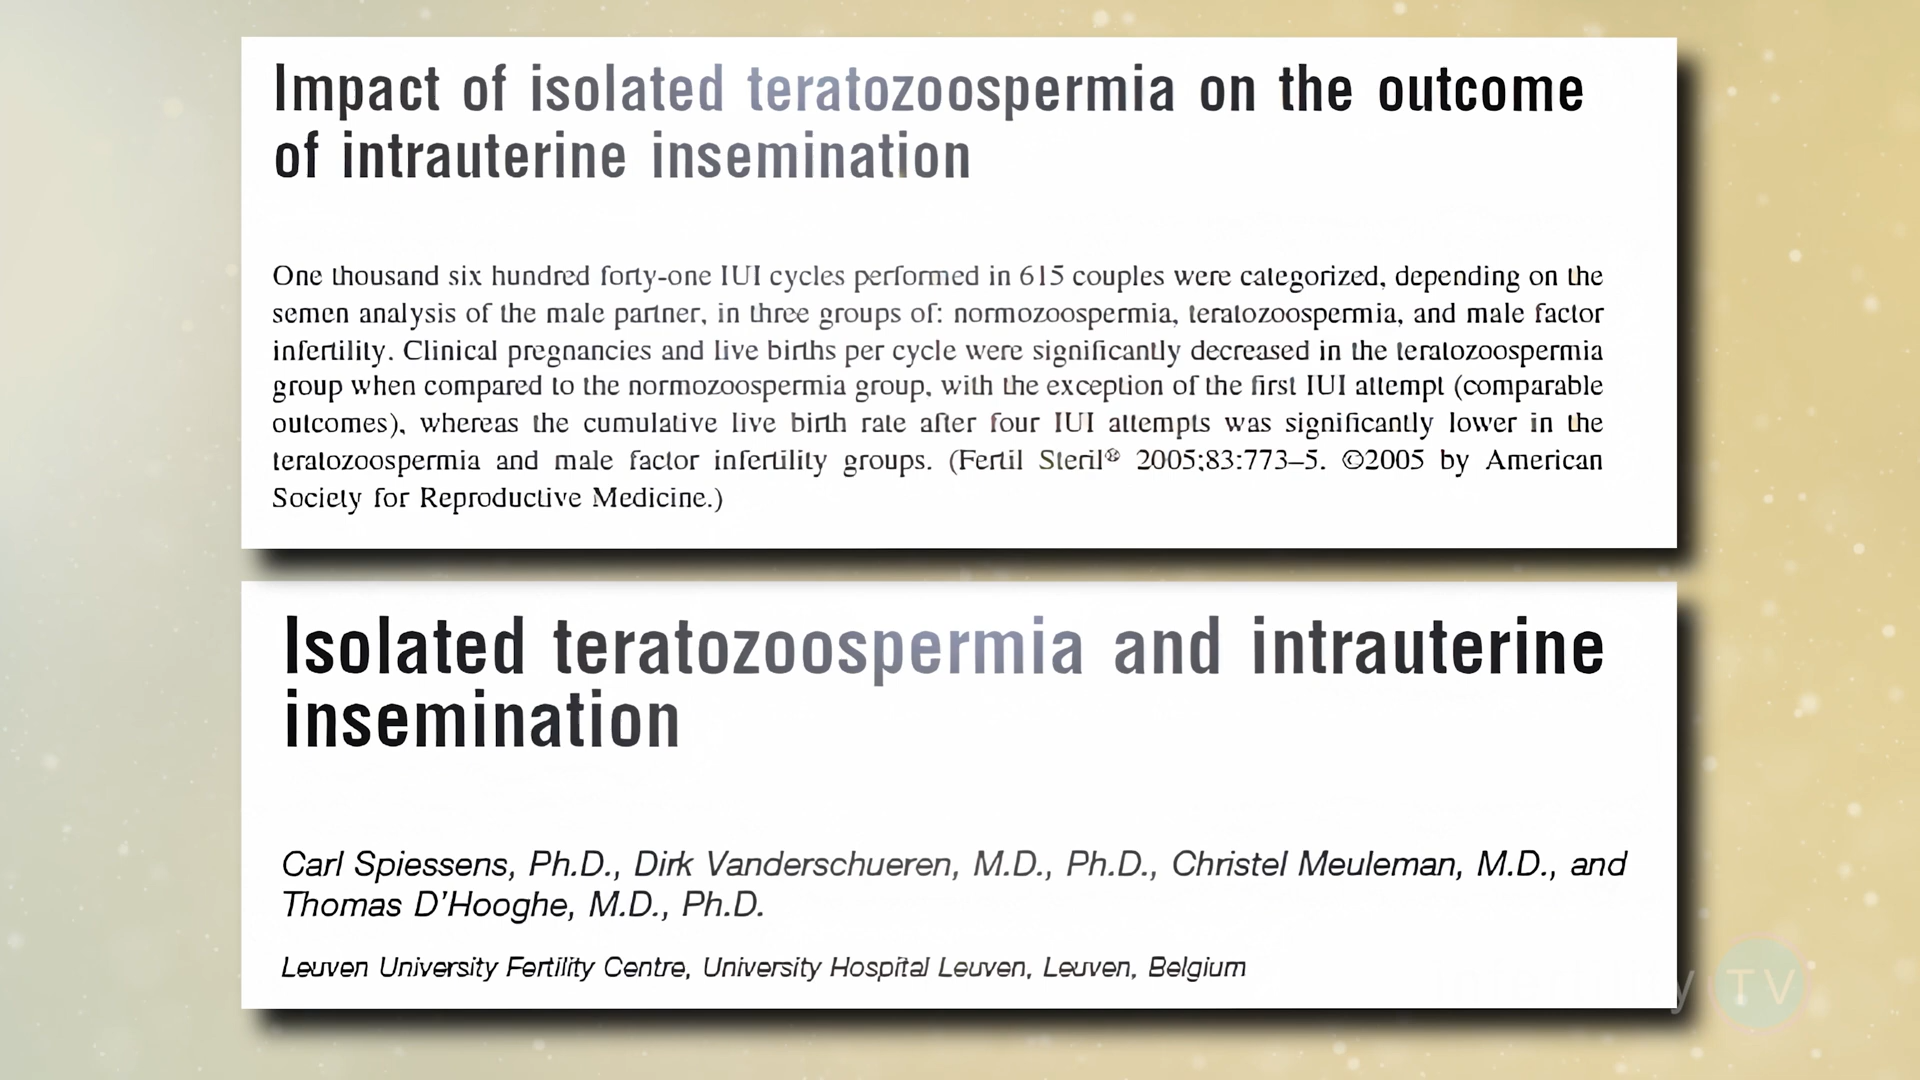 Impact of isolated teratozoospermia on the outcome
of intrauterine insemination
One thousand six hundred forty-one IUI cycles performed in 615 couples were categorized, depending on the
semen analysis of the male partner, in three groups of: normozoospermia, teratozoospermia, and male factor
infertility. Clinical pregnancies and live births per cycle were significantly decreased in the teratozoospermia
group when compared to the normozoospermia group, with the exception of the first IUI attempt (comparable
outcomes), whereas the cumulative live birth rate after four IUI attempts was significantly lower in the
teratozoospermia and male factor infertility groups. (Fertil Steril® 2005;83:773–5. ©2005 by American
Society for Reproductive Medicine.)
Isolated teratozoospermia and intrauterine
insemination
Carl Spiessens, Ph.D., Dirk Vanderschueren, M.D., Ph.D., Christel Meuleman, M.D., and
Thomas D'Hooghe, M.D., Ph.D.
Leuven University Fertility Centre, University Hospital Leuven, Leuven, Belgium
TV